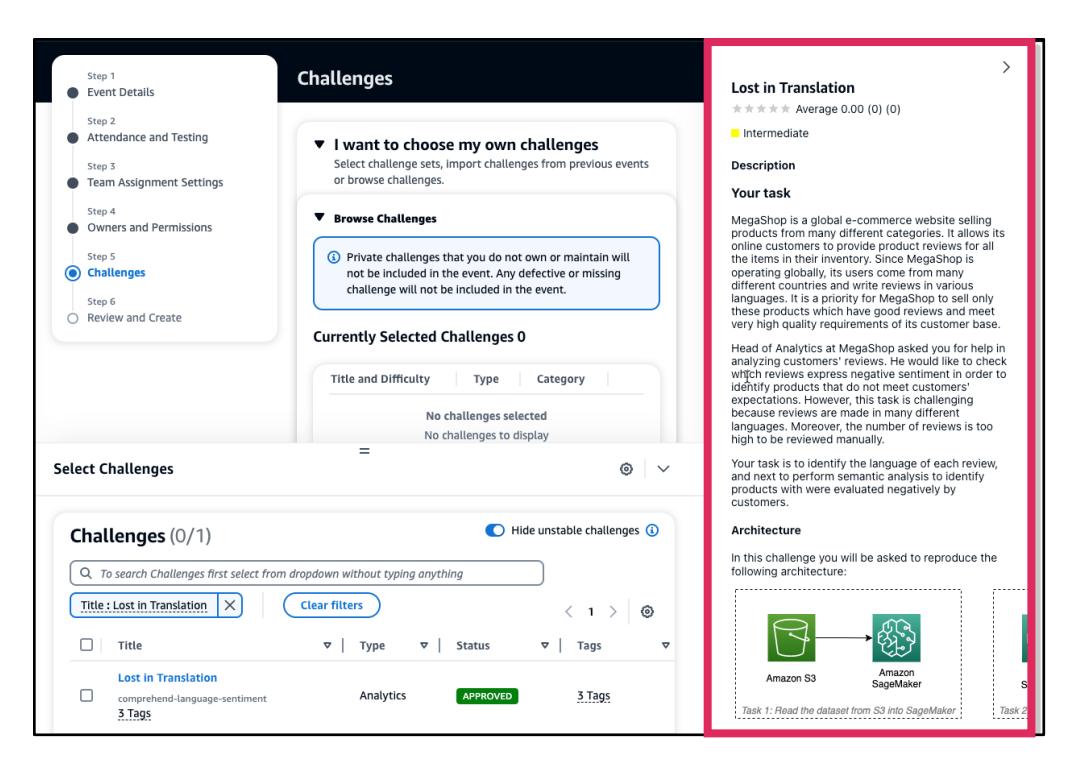 Step 1
Event Details
Step 2
Attendance and Testing
Step 3
Team Assignment Settings
Step 4
Owners and Permissions
Step 5
Challenges
Step 6
Review and Create
Challenges
I want to choose my own challenges
Select challenge sets, import challenges from previous events
or browse challenges.
Browse Challenges
Private challenges that you do not own or maintain will
not be included in the event. Any defective or missing
challenge will not be included in the event.
Currently Selected Challenges 0
Title and Difficulty Type Category
No challenges selected
No challenges to display
Select Challenges
Challenges (0/1)
Hide unstable challenges
To search Challenges first select from dropdown without typing anything
Title : Lost in Translation
Clear filters
1
Title Type Status Tags
Lost in Translation
comprehend-language-sentiment
3 Tags
Analytics
APPROVED
3 Tags
Lost in Translation
Average 0.00 (0) (0)
Intermediate
Description
Your task
MegaShop is a global e-commerce website selling
products from many different categories. It allows its
online customers to provide product reviews for all
the items in their inventory. Since MegaShop is
operating globally, its users come from many
different countries and write reviews in various
languages. It is a priority for MegaShop to sell only
these products which have good reviews and meet
very high quality requirements of its customer base.
Head of Analytics at MegaShop asked you for help in
analyzing customers' reviews. He would like to check
which reviews express negative sentiment in order to
identify products that do not meet customers'
expectations. However, this task is challenging
because reviews are made in many different
languages. Moreover, the number of reviews is too
high to be reviewed manually.
Your task is to identify the language of each review,
and next to perform semantic analysis to identify
products with were evaluated negatively by
customers.
Architecture
In this challenge you will be asked to reproduce the
following architecture:
Amazon S3
Amazon
SageMaker
S
Task 1: Read the dataset from S3 into SageMaker
Task 2